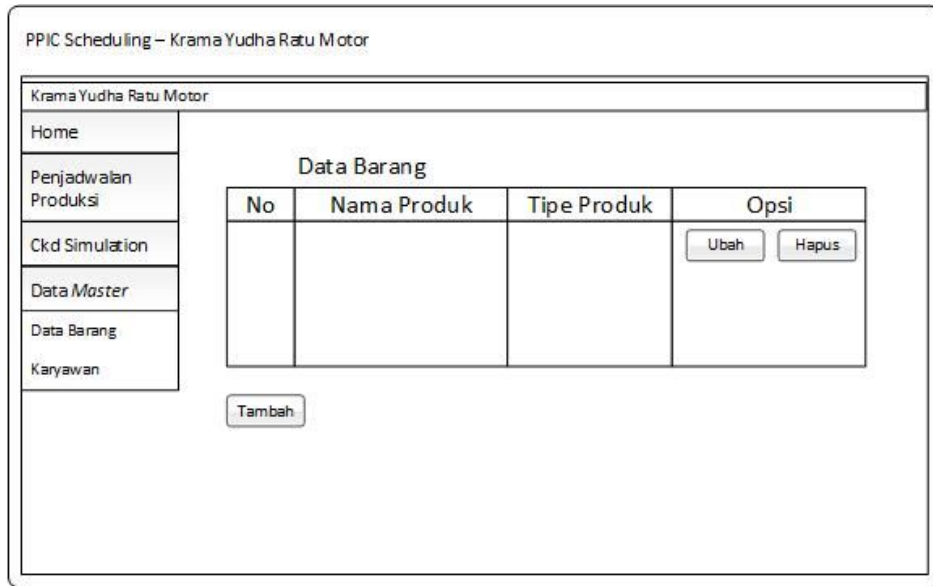 PPIC Scheduling – Krama Yudha Ratu Motor
Krama Yudha Ratu Motor
Home
Penjadwalan
Produksi
Ckd Simulation
Data Master
Data Barang
Karyawan
Data Barang
No Nama Produk Tipe Produk Opsi
Ubah Hapus
Tambah